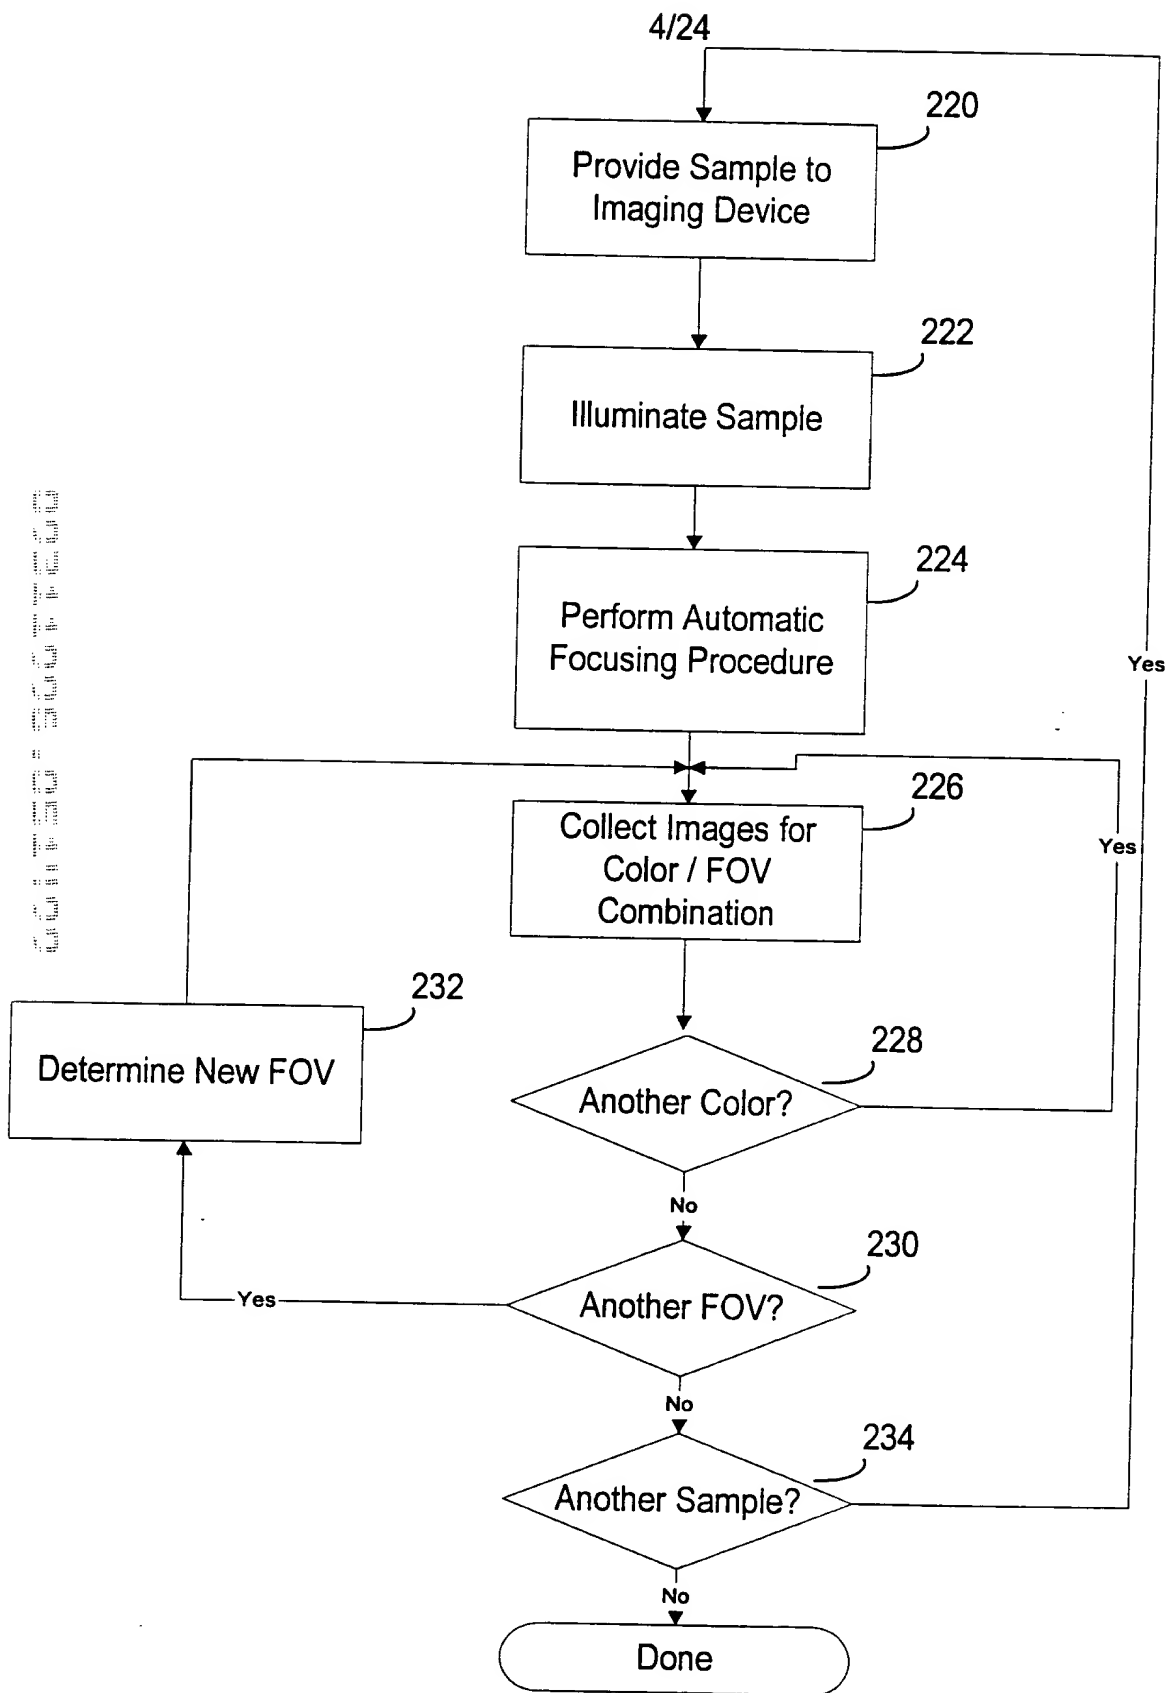 4/24
220
Provide Sample to
Imaging Device
222
Illuminate Sample
224
Perform Automatic
Focusing Procedure
Yes
226
Collect Images for
Color / FOV
Combination
Yes
232
Determine New FOV
228
Another Color?
No
230
Another FOV?
Yes
No
234
Another Sample?
No
Done